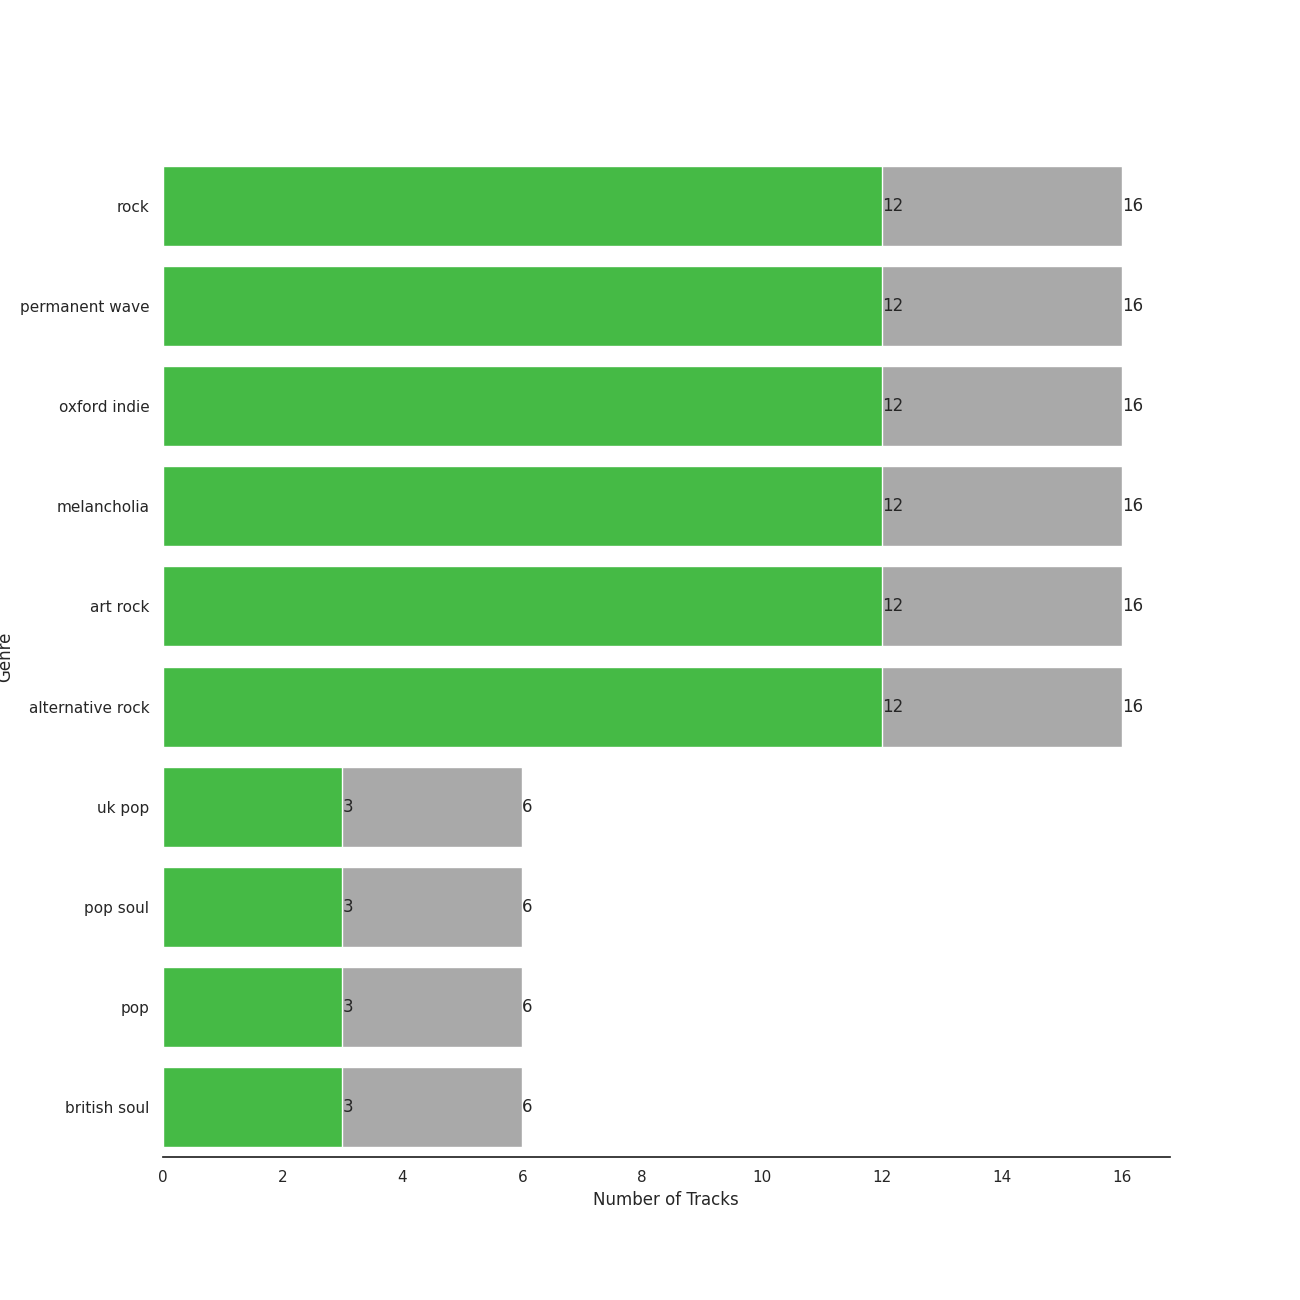 rock 12 16
permanent wave 12 16
oxford indie 12 16
melancholia 12 16
art rock 12 16
Genre
alternative rock 12 16
uk pop 3 6
pop soul 3 6
pop 3 6
british soul 3 6
0 2 4 6 8 10 12 14 16
Number of Tracks